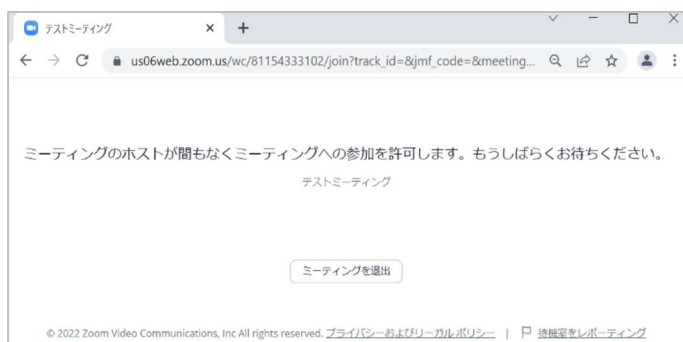 テストミーティング
us06web.zoom.us/wc/81154333102/join?track_id=&jmf_code=&meeting...
ミーティングのホストが間もなくミーティングへの参加を許可します。もうしばらくお待ちください。
テストミーティング
ミーティングを退出
© 2022 Zoom Video Communications, Inc All rights reserved. プライバシーおよびリーガル ポリシー | 待機室をレポーティング